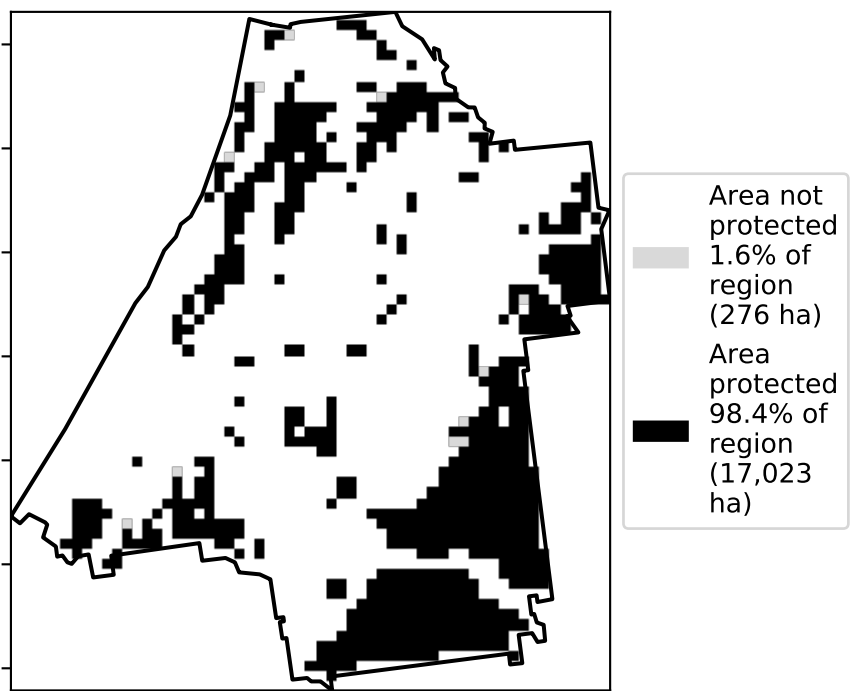 Area not
protected
1.6% of
region
(276 ha)
Area
protected
98.4% of
region
(17,023
ha)